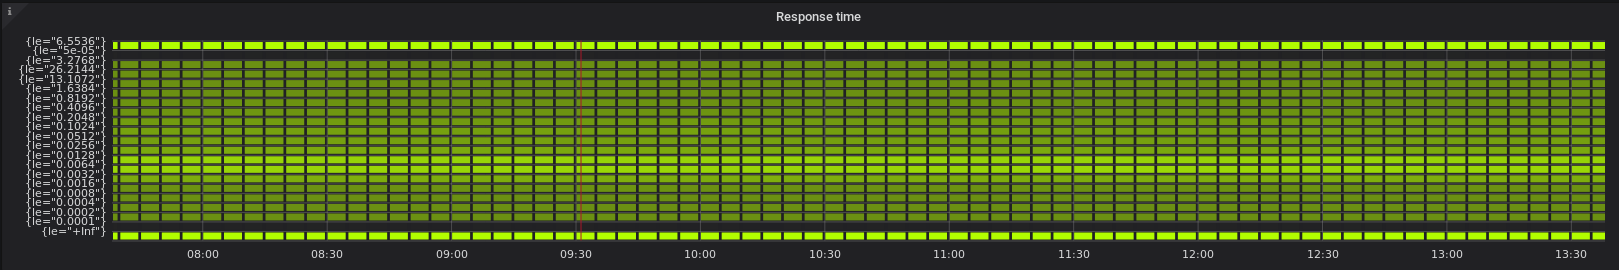 i
Response time
{le="6.5536"}
{le="5e-05"}
{le="3.2768"}
{le="26.2144"}
{le="13.1072"}
{le="1.6384"}
{le="0.8192"}
{le="0.4096"}
{le="0.2048"}
{le="0.1024"}
{le="0.0512"}
{le="0.0256"}
{le="0.0128"}
{le="0.0064"}
{le="0.0032"}
{le="0.0016"}
{le="0.0008"}
{le="0.0004"}
{le="0.0002"}
{le="0.0001"}
{le="+Inf"}
08:00 08:30 09:00 09:30 10:00 10:30 11:00 11:30 12:00 12:30 13:00 13:30